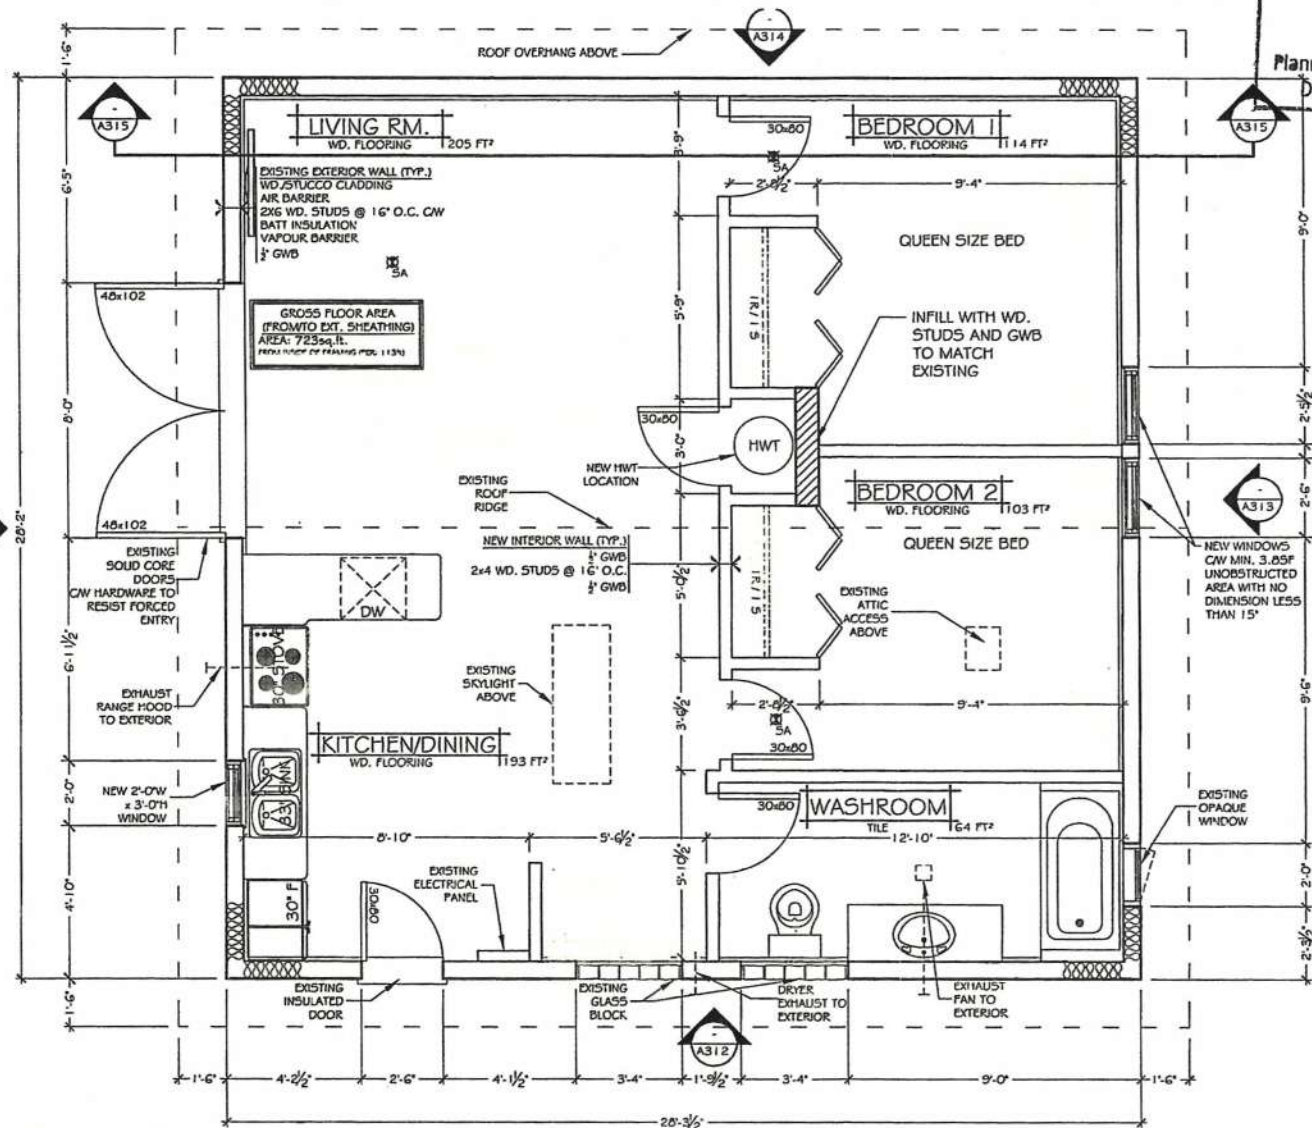 -
A314
ROOF OVERHANG ABOVE
1'-6"
Plann
D
-
A315
-
A315
LIVING RM.
WD. FLOORING
205 FT²
30x80
BEDROOM 1
WD. FLOORING
114 FT²
SA
EXISTING EXTERIOR WALL (TYP.)
WD./STUCCO CLADDING
AIR BARRIER
2X6 WD. STUDS @ 16" O.C. C/W
BATT INSULATION
VAPOUR BARRIER
½" GWB
6'-5"
3'-9"
9'-4"
9'-0"
QUEEN SIZE BED
SA
48x102
GROSS FLOOR AREA
(FROM/TO EXT. SHEATHING)
AREA: 723sq.ft.
5'-9"
1R/1S
INFILL WITH WD.
STUDS AND GWB
TO MATCH
EXISTING
8'-0"
2'-5½"
30x80
HWT
3'-0"
NEW HWT
LOCATION
EXISTING
ROOF
RIDGE
BEDROOM 2
WD. FLOORING
103 FT²
2'-6"
-
A313
48x102
28'-2"
NEW INTERIOR WALL (TYP.)
½" GWB
2x4 WD. STUDS @ 16" O.C.
½" GWB
QUEEN SIZE BED
EXISTING
SOLID CORE
DOORS
C/W HARDWARE TO
RESIST FORCED
ENTRY
NEW WINDOWS
C/W MIN. 3.85F
UNOBSTRUCTED
AREA WITH NO
DIMENSION LESS
THAN 15"
DW
5'-0½"
1R/1S
EXISTING
ATTIC
ACCESS
ABOVE
6'-11½"
30" STOVE
EXISTING
SKYLIGHT
ABOVE
EXHAUST
RANGE HOOD
TO EXTERIOR
2'-8½"
9'-4"
3'-6½"
SA
30x80
9'-6"
KITCHEN/DINING
WD. FLOORING
193 FT²
33" SINK
NEW 2'-0"W
x 3'-0"H
WINDOW
2'-0"
30x80
WASHROOM
TILE
64 FT²
EXISTING
OPAQUE
WINDOW
8'-10"
5'-6½"
12'-10"
5'-10½"
4'-10"
30" F
30x80
EXISTING
ELECTRICAL
PANEL
2'-0"
2'-3½"
1'-6"
EXISTING
INSULATED
DOOR
EXISTING
GLASS
BLOCK
DRYER
EXHAUST TO
EXTERIOR
EXHAUST
FAN TO
EXTERIOR
-
A312
1'-6"
4'-2½"
2'-6"
4'-1½"
3'-4"
1'-9½"
3'-4"
9'-0"
1'-6"
28'-3½"